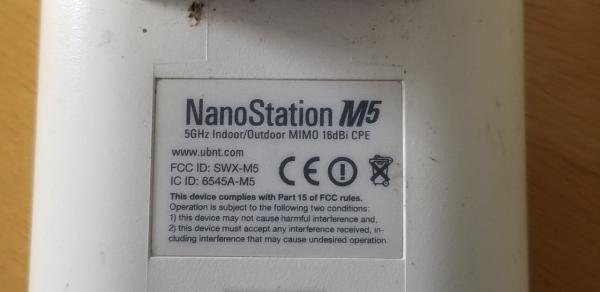 NanoStation M5
5GHz Indoor/Outdoor MIMO 16dBi CPE
www.ubnt.com
FCC ID: SWX-M5
IC ID: 6545A-M5
CE
This device complies with Part 15 of FCC rules.
Operation is subject to the following two conditions:
1) this device may not cause harmful interference and,
2) this device must accept any interference received, in-
cluding interference that may cause undesired operation.